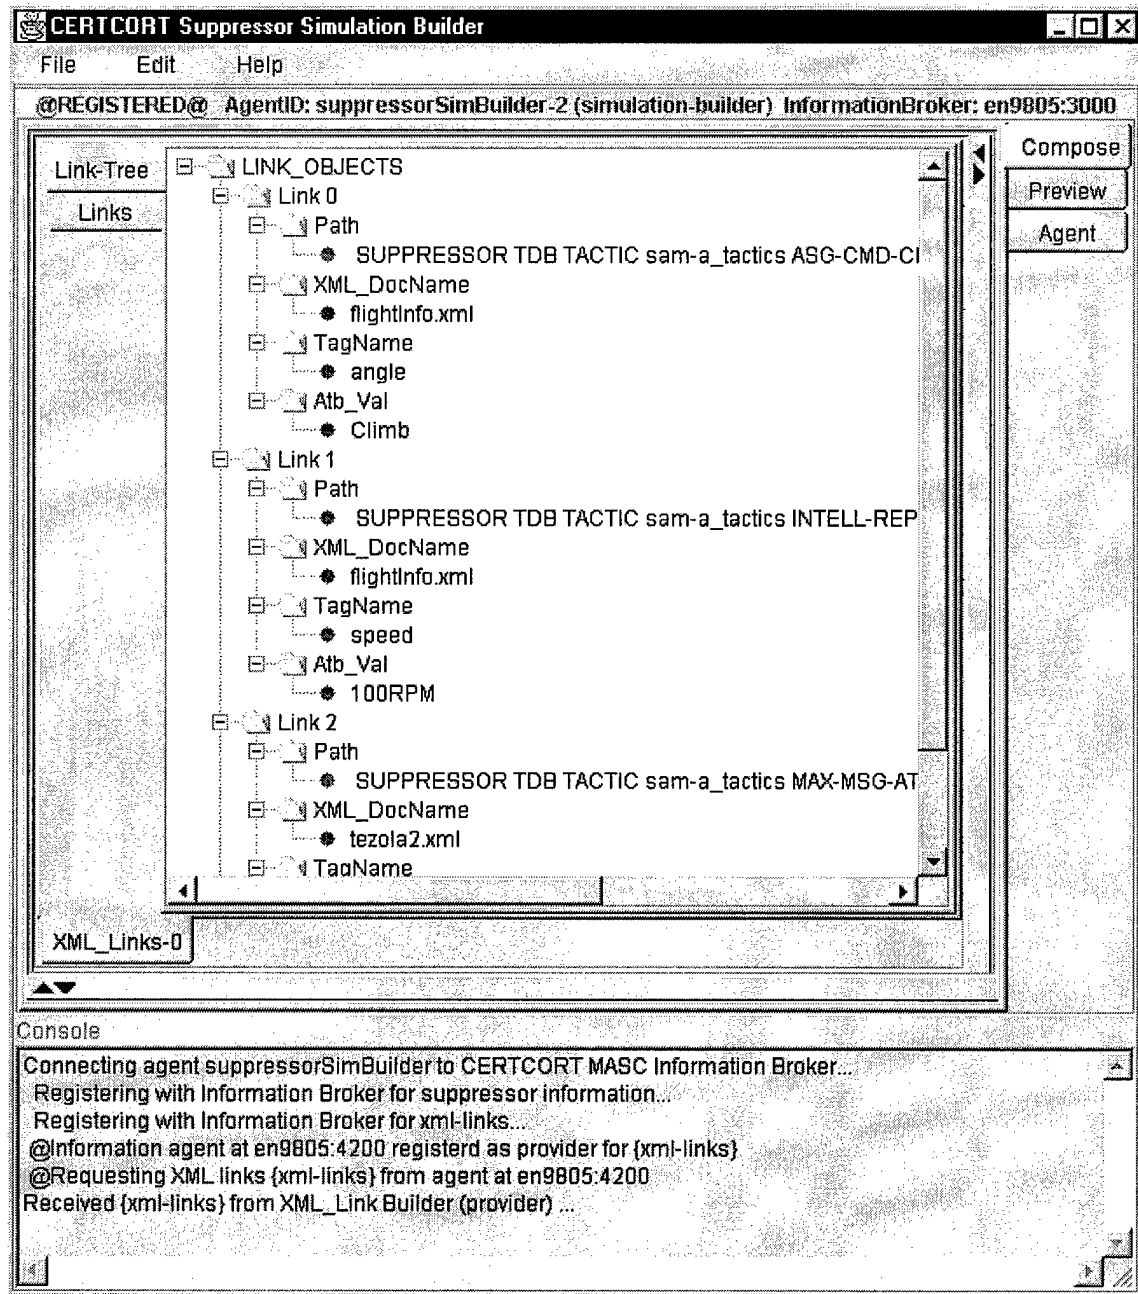 CERTCORT Suppressor Simulation Builder
File Edit Help
@REGISTERED@ AgentID: suppressorSimBuilder-2 (simulation-builder) InformationBroker: en9805:3000
Compose
Preview
Agent
Link-Tree
Links
LINK_OBJECTS
Link 0
Path
SUPPRESSOR TDB TACTIC sam-a_tactics ASG-CMD-CI
XML_DocName
flightInfo.xml
TagName
angle
Atb_Val
Climb
Link 1
Path
SUPPRESSOR TDB TACTIC sam-a_tactics INTELL-REP
XML_DocName
flightInfo.xml
TagName
speed
Atb_Val
100RPM
Link 2
Path
SUPPRESSOR TDB TACTIC sam-a_tactics MAX-MSG-AT
XML_DocName
tezola2.xml
TagName
XML_Links-0
Console
Connecting agent suppressorSimBuilder to CERTCORT MASC Information Broker...
Registering with Information Broker for suppressor information...
Registering with Information Broker for xml-links...
@Information agent at en9805:4200 registerd as provider for {xml-links}
@Requesting XML links {xml-links} from agent at en9805:4200
Received {xml-links} from XML_Link Builder (provider) ...